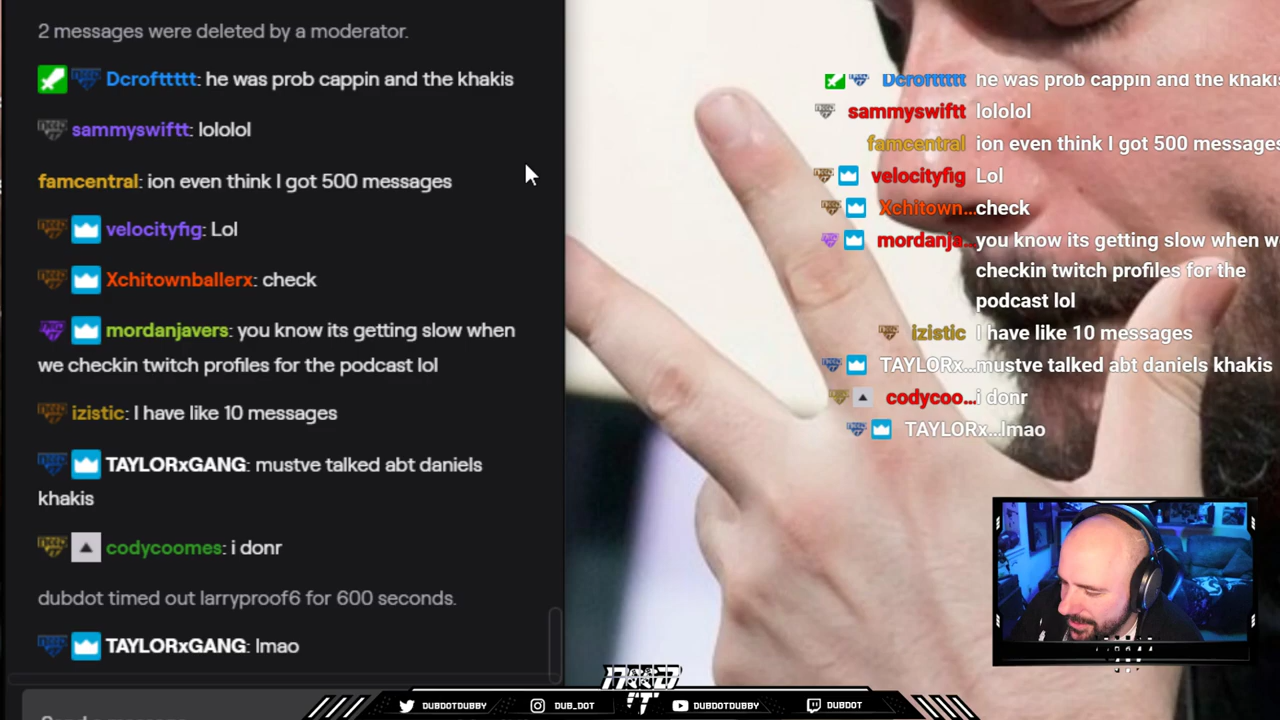 2 messages were deleted by a moderator.
Dcrofttttt: he was prob cappin and the khakis
sammyswiftt: lololol
famcentral: ion even think I got 500 messages
velocityfig: Lol
Xchitownballerx: check
mordanjavers: you know its getting slow when
we checkin twitch profiles for the podcast lol
izistic: I have like 10 messages
TAYLORxGANG: mustve talked abt daniels
khakis
codycoomes: i donr
dubdot timed out larryproof6 for 600 seconds.
TAYLORxGANG: lmao
Dcrofttttt he was prob cappin and the khakis
sammyswiftt lololol
famcentral ion even think I got 500 messages
velocityfig Lol
Xchitown... check
mordanja... you know its getting slow when w
checkin twitch profiles for the
podcast lol
izistic I have like 10 messages
TAYLORx... mustve talked abt daniels khakis
codycoo... i donr
TAYLORx... lmao
DUBDOTDUBBY
DUB_DOT
DUBDOTDUBBY
DUBDOT